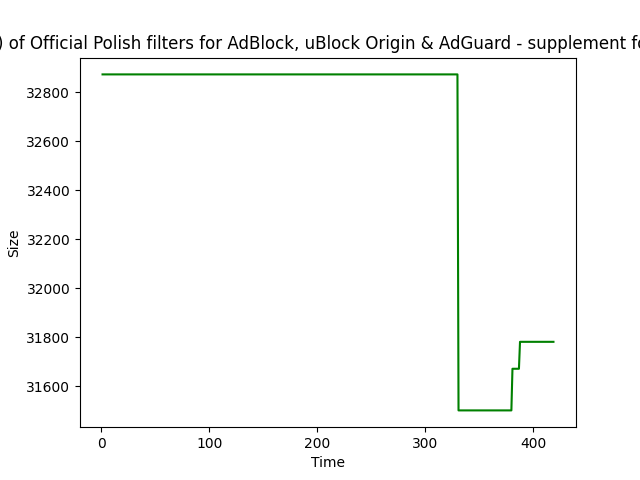 ) of Official Polish filters for AdBlock, uBlock Origin & AdGuard - supplement fo
32800
32600
32400
32200
32000
31800
31600
Size
0 100 200 300 400
Time